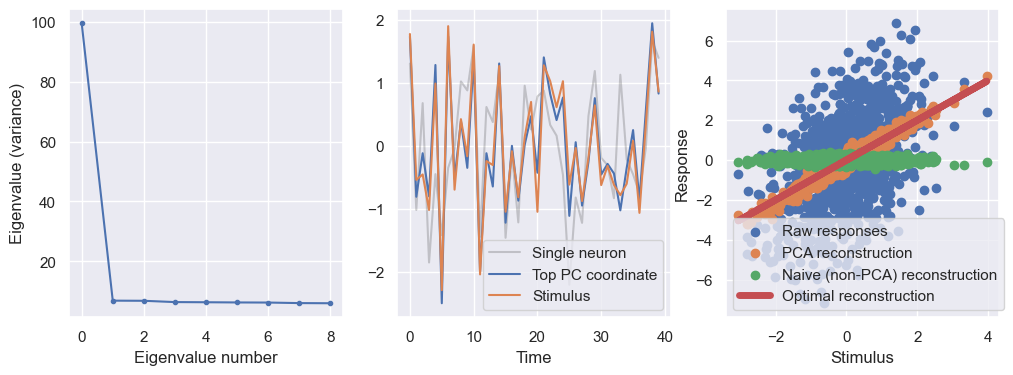 Eigenvalue (variance)
100
80
60
40
20
0
2
4
6
8
Eigenvalue number
2
1
0
−1
−2
Single neuron
Top PC coordinate
Stimulus
0
10
20
30
40
Time
Response
6
4
2
0
−2
−4
−6
Raw responses
PCA reconstruction
Naive (non-PCA) reconstruction
Optimal reconstruction
−2
0
2
4
Stimulus